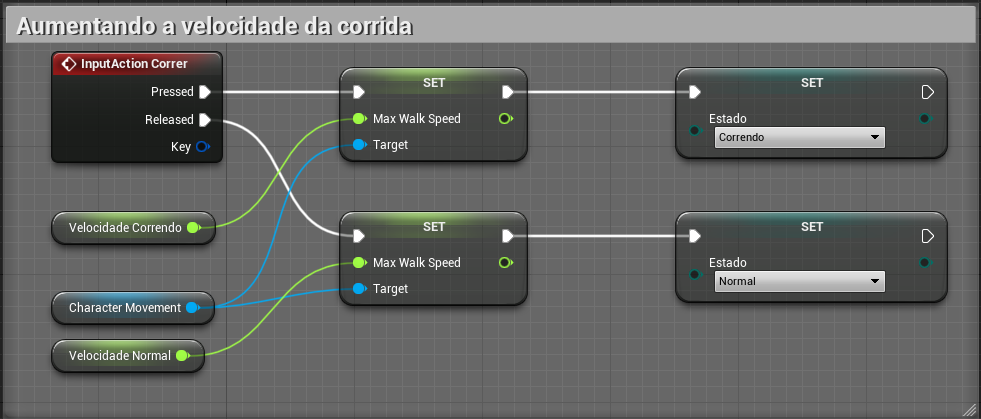 Aumentando a velocidade da corrida
InputAction Correr
Pressed
Released
Key
SET
Max Walk Speed
Target
SET
Estado
Correndo
Velocidade Correndo
SET
Max Walk Speed
Target
SET
Estado
Normal
Character Movement
Velocidade Normal